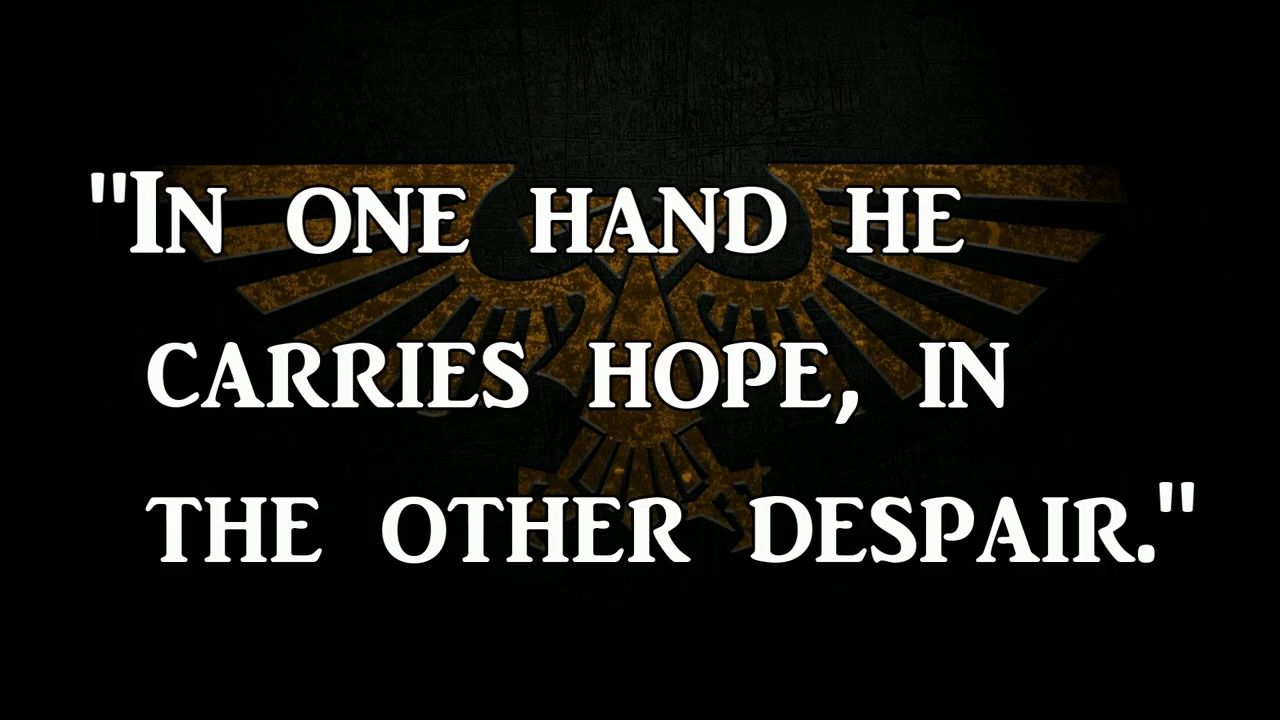 "In one hand he
carries hope, in
the other despair."